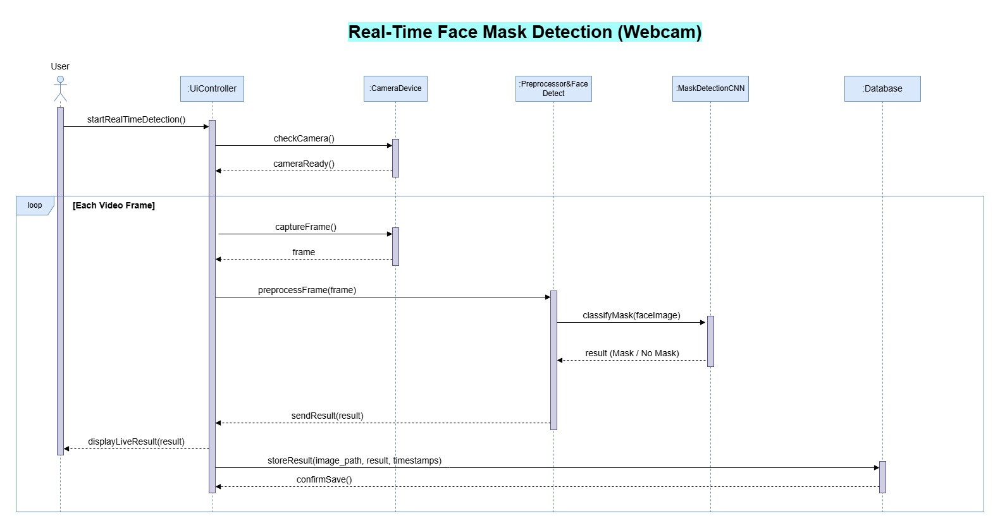 Real-Time Face Mask Detection (Webcam)
User
:UiController
:CameraDevice
:Preprocessor&Face
Detect
:MaskDetectionCNN
:Database
startRealTimeDetection()
checkCamera()
cameraReady()
loop
[Each Video Frame]
captureFrame()
frame
preprocessFrame(frame)
classifyMask(faceImage)
result (Mask / No Mask)
sendResult(result)
displayLiveResult(result)
storeResult(image_path, result, timestamps)
confirmSave()